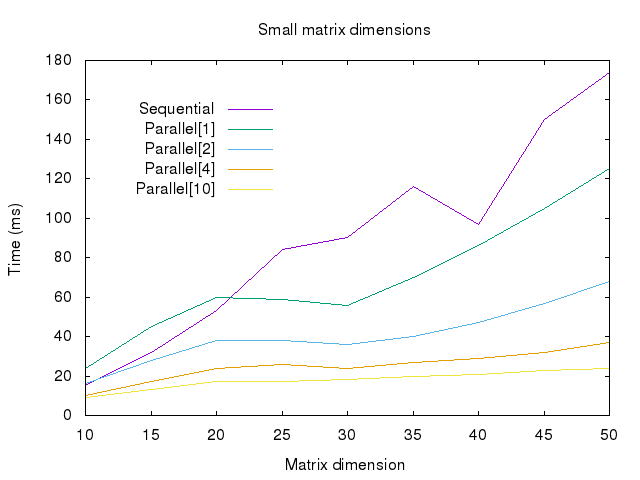 Small matrix dimensions
180
160
140
120
100
80
60
40
20
0
Time (ms)
Sequential
Parallel[1]
Parallel[2]
Parallel[4]
Parallel[10]
10 15 20 25 30 35 40 45 50
Matrix dimension